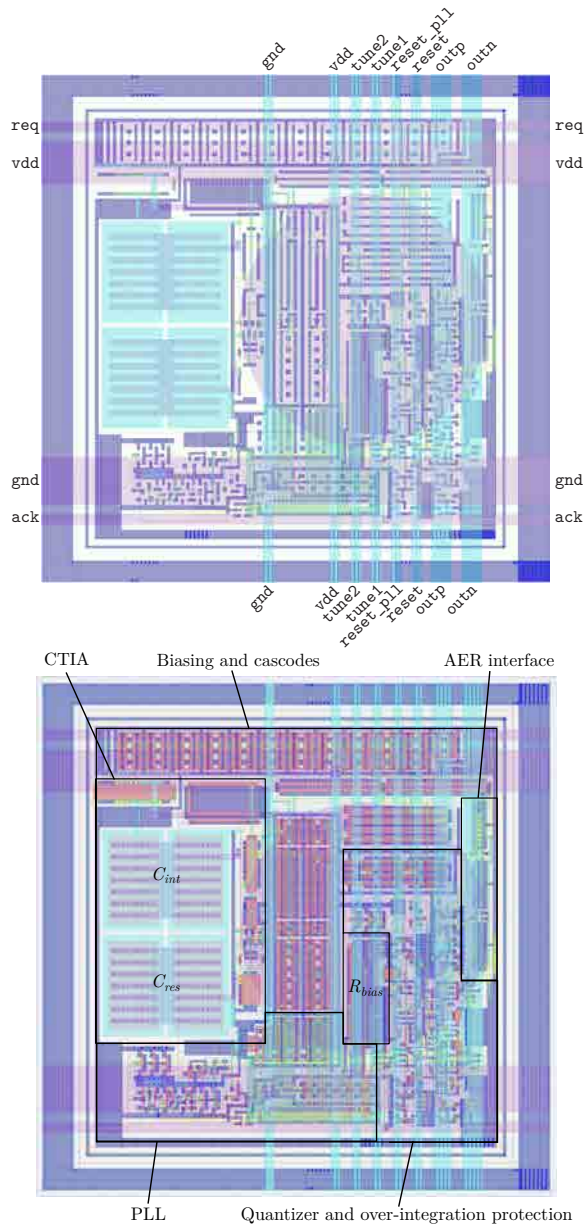 gnd vdd tune2 tune1 reset_pll reset outp outn
req req
vdd vdd
gnd gnd
ack ack
gnd vdd tune2 tune1 reset_pll reset outp outn
CTIA Biasing and cascodes AER interface
C_int
C_res R_bias
PLL Quantizer and over-integration protection